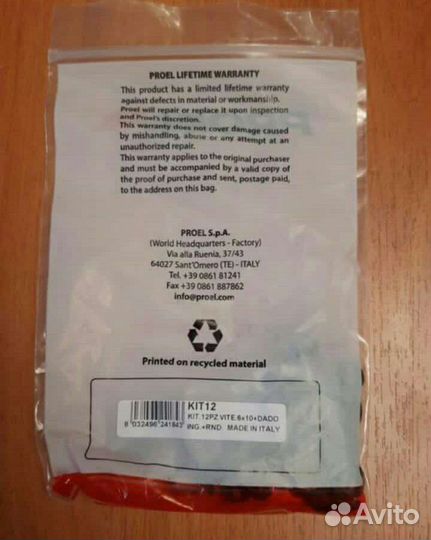 PROEL LIFETIME WARRANTY
This product has a limited lifetime warranty
against defects in material or workmanship.
Proel will repair or replace it upon inspection
and Proel's discretion.
This warranty does not cover damage caused
by mishandling, abuse or any attempt at an
unauthorized repair.
This warranty applies to the original purchaser
and must be accompanied by a valid copy of
the proof of purchase and sent, postage paid,
to the address on this bag.
PROEL S.p.A.
(World Headquarters - Factory)
Via alla Ruenia, 37/43
64027 Sant'Omero (TE) - ITALY
Tel. +39 0861 81241
Fax +39 0861 887862
info@proel.com
Printed on recycled material
KIT12
KIT.12PZ.VITE.6x10+DADO
ING.+RND. MADE IN ITALY
8 032496 241843
Avito